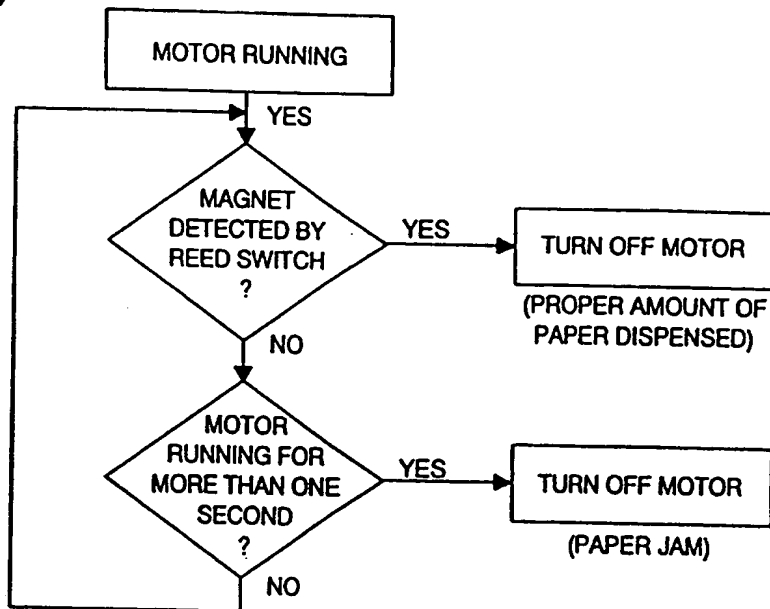 MOTOR RUNNING
YES
MAGNET
DETECTED BY
REED SWITCH
?
YES
TURN OFF MOTOR
(PROPER AMOUNT OF
PAPER DISPENSED)
NO
MOTOR
RUNNING FOR
MORE THAN ONE
SECOND
?
YES
TURN OFF MOTOR
(PAPER JAM)
NO